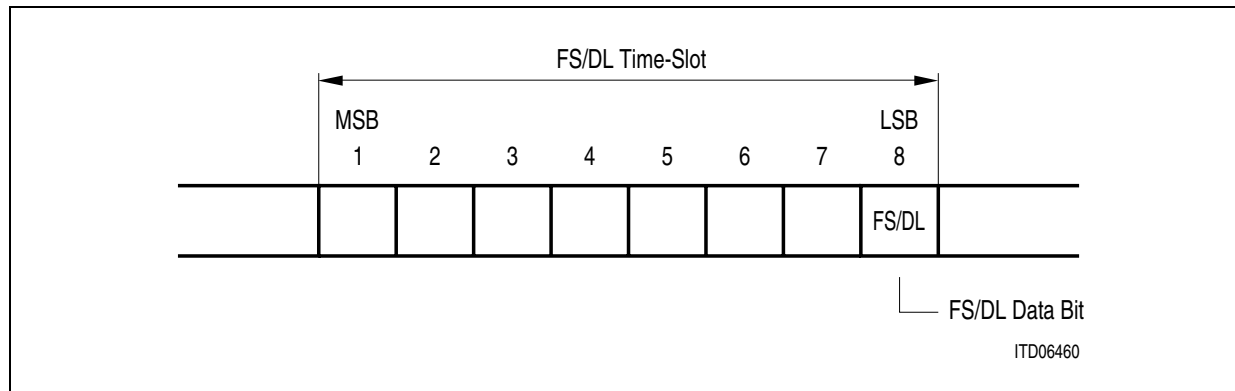 FS/DL Time-Slot
MSB LSB
1 2 3 4 5 6 7 8
FS/DL
FS/DL Data Bit
ITD06460